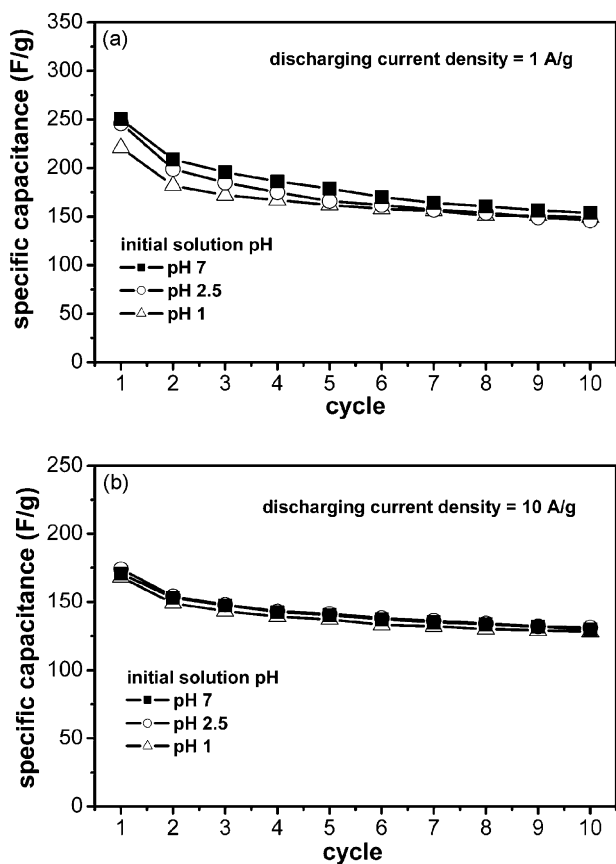 (a)
discharging current density = 1 A/g
specific capacitance (F/g)
350
300
250
200
150
100
50
0
initial solution pH
pH 7
pH 2.5
pH 1
1 2 3 4 5 6 7 8 9 10
cycle
(b)
discharging current density = 10 A/g
specific capacitance (F/g)
250
200
150
100
50
0
initial solution pH
pH 7
pH 2.5
pH 1
1 2 3 4 5 6 7 8 9 10
cycle